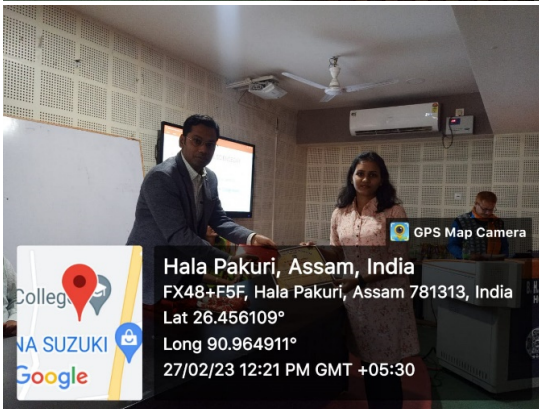 GPS Map Camera
Hala Pakuri, Assam, India
FX48+F5F, Hala Pakuri, Assam 781313, India
Lat 26.456109°
Long 90.964911°
27/02/23 12:21 PM GMT +05:30
Colleg
NA SUZUKI
Google